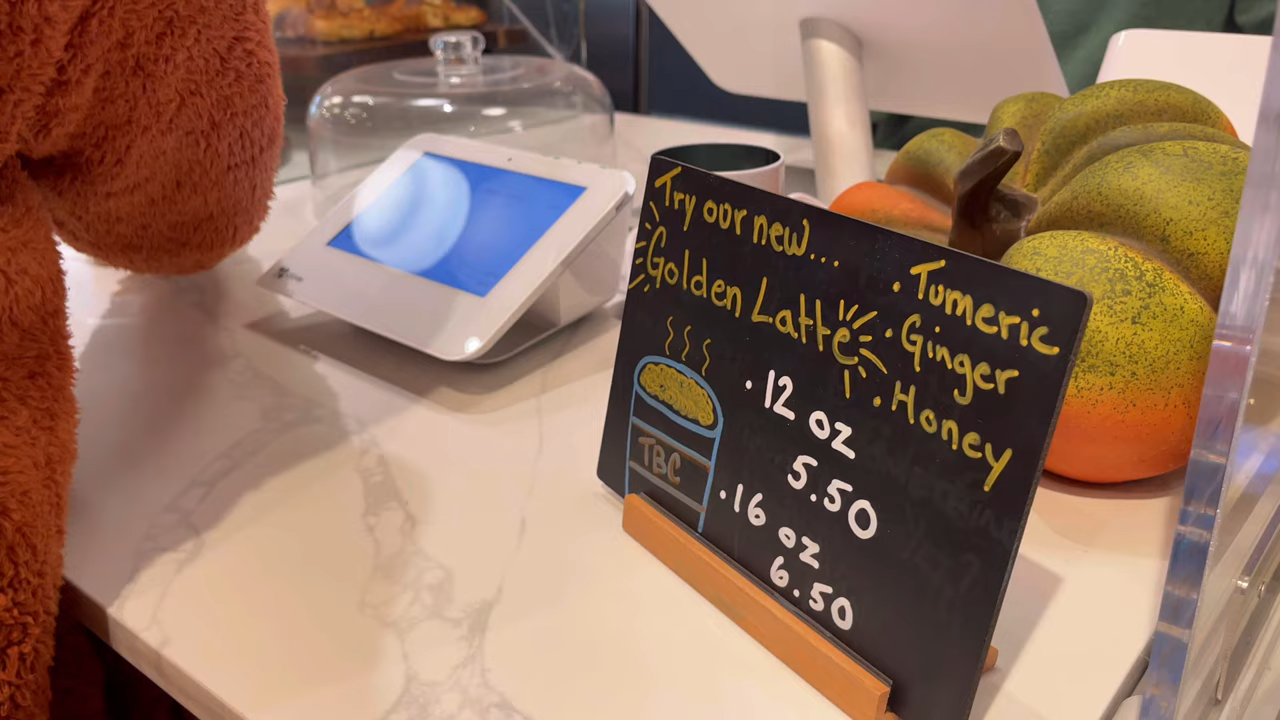 Try our new...
Golden Latte
• Tumeric
• Ginger
• Honey
• 12 oz
5.50
• 16 oz
6.50
TBC